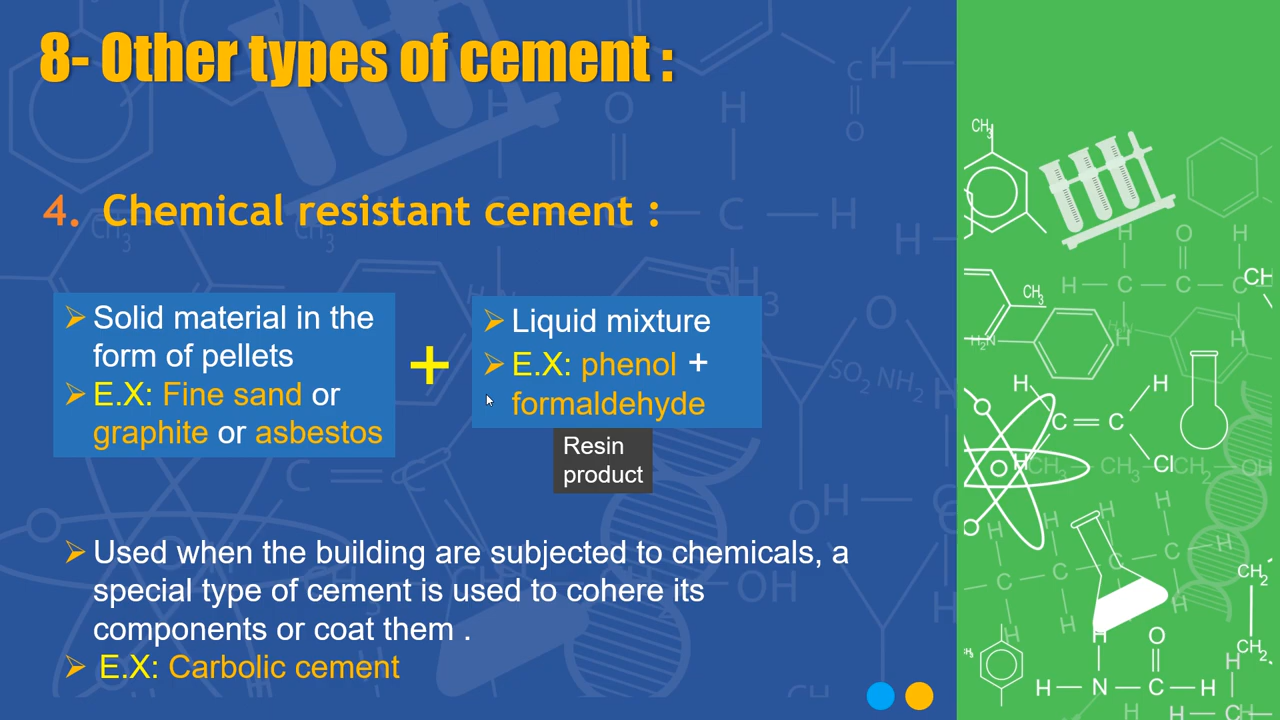 8- Other types of cement :
4. Chemical resistant cement :
➢ Solid material in the
form of pellets
➢ E.X: Fine sand or
graphite or asbestos
+
➢ Liquid mixture
➢ E.X: phenol +
formaldehyde
Resin
product
➢ Used when the building are subjected to chemicals, a
special type of cement is used to cohere its
components or coat them .
➢ E.X: Carbolic cement